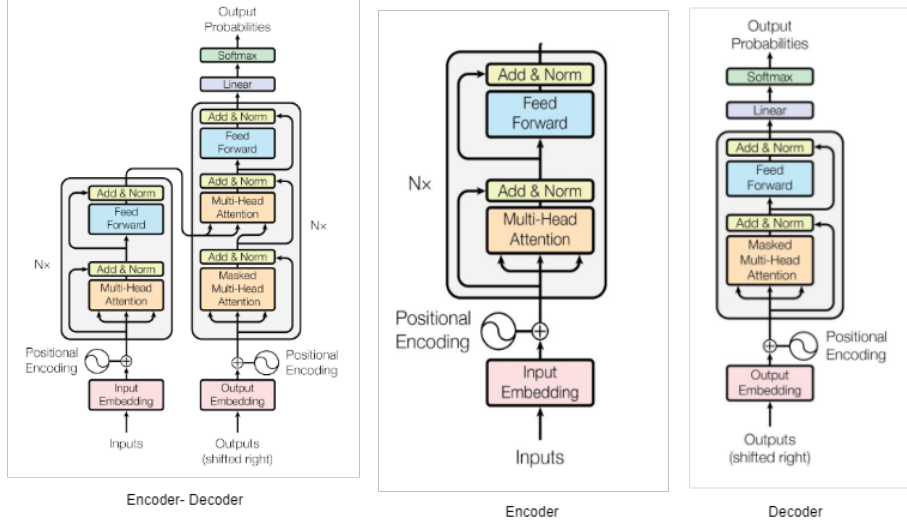 Output
Probabilities
Softmax
Linear
Add & Norm
Feed
Forward
Add & Norm
Multi-Head
Attention
Nx
Add & Norm
Masked
Multi-Head
Attention
Positional
Encoding
Output
Embedding
Outputs
(shifted right)
Add & Norm
Feed
Forward
Nx
Add & Norm
Multi-Head
Attention
Positional
Encoding
Input
Embedding
Inputs
Encoder- Decoder
Add & Norm
Feed
Forward
Nx
Add & Norm
Multi-Head
Attention
Positional
Encoding
Input
Embedding
Inputs
Encoder
Output
Probabilities
Softmax
Linear
Add & Norm
Feed
Forward
Add & Norm
Masked
Multi-Head
Attention
Positional
Encoding
Output
Embedding
Outputs
(shifted right)
Decoder